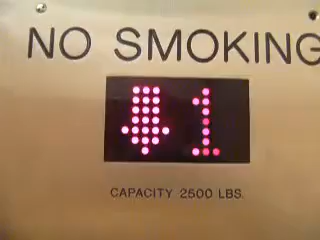 NO SMOKING
↓ 1
CAPACITY 2500 LBS.